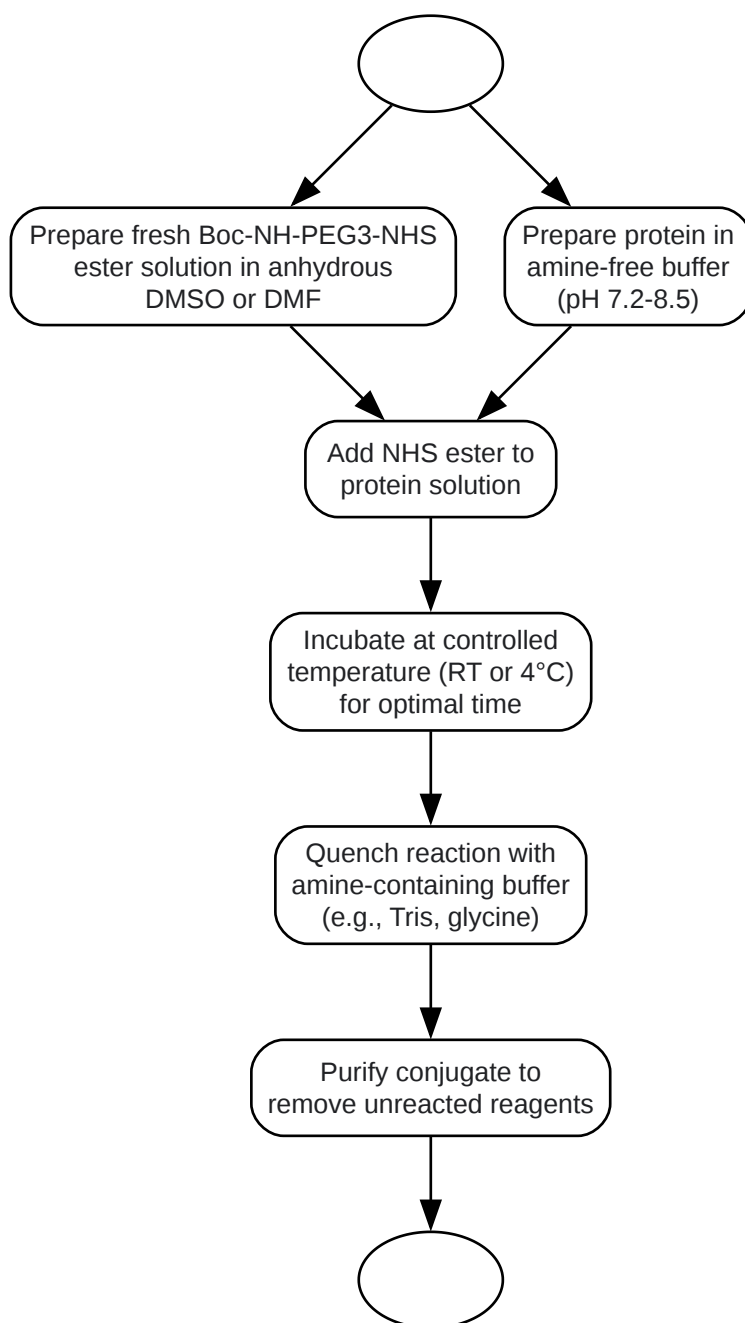 Prepare fresh Boc-NH-PEG3-NHS
ester solution in anhydrous
DMSO or DMF
Prepare protein in
amine-free buffer
(pH 7.2-8.5)
Add NHS ester to
protein solution
Incubate at controlled
temperature (RT or 4°C)
for optimal time
Quench reaction with
amine-containing buffer
(e.g., Tris, glycine)
Purify conjugate to
remove unreacted reagents